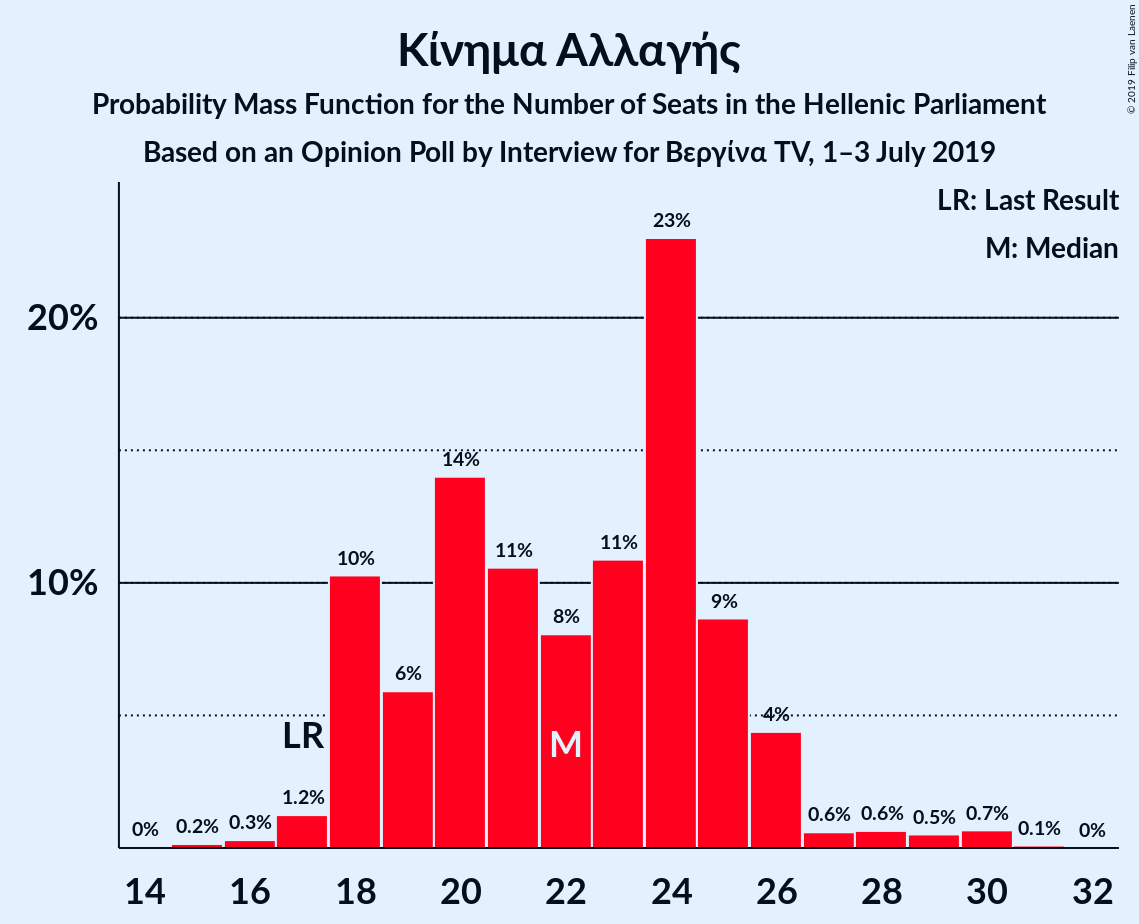 Κίνημα Αλλαγής
Probability Mass Function for the Number of Seats in the Hellenic Parliament
Based on an Opinion Poll by Interview for Βεργίνα TV, 1–3 July 2019
© 2019 Filip van Laenen
LR: Last Result
M: Median
20%
10%
0%
0.2%
0.3%
1.2%
10%
6%
14%
11%
8%
11%
23%
9%
4%
0.6%
0.6%
0.5%
0.7%
0.1%
0%
LR
M
14 16 18 20 22 24 26 28 30 32